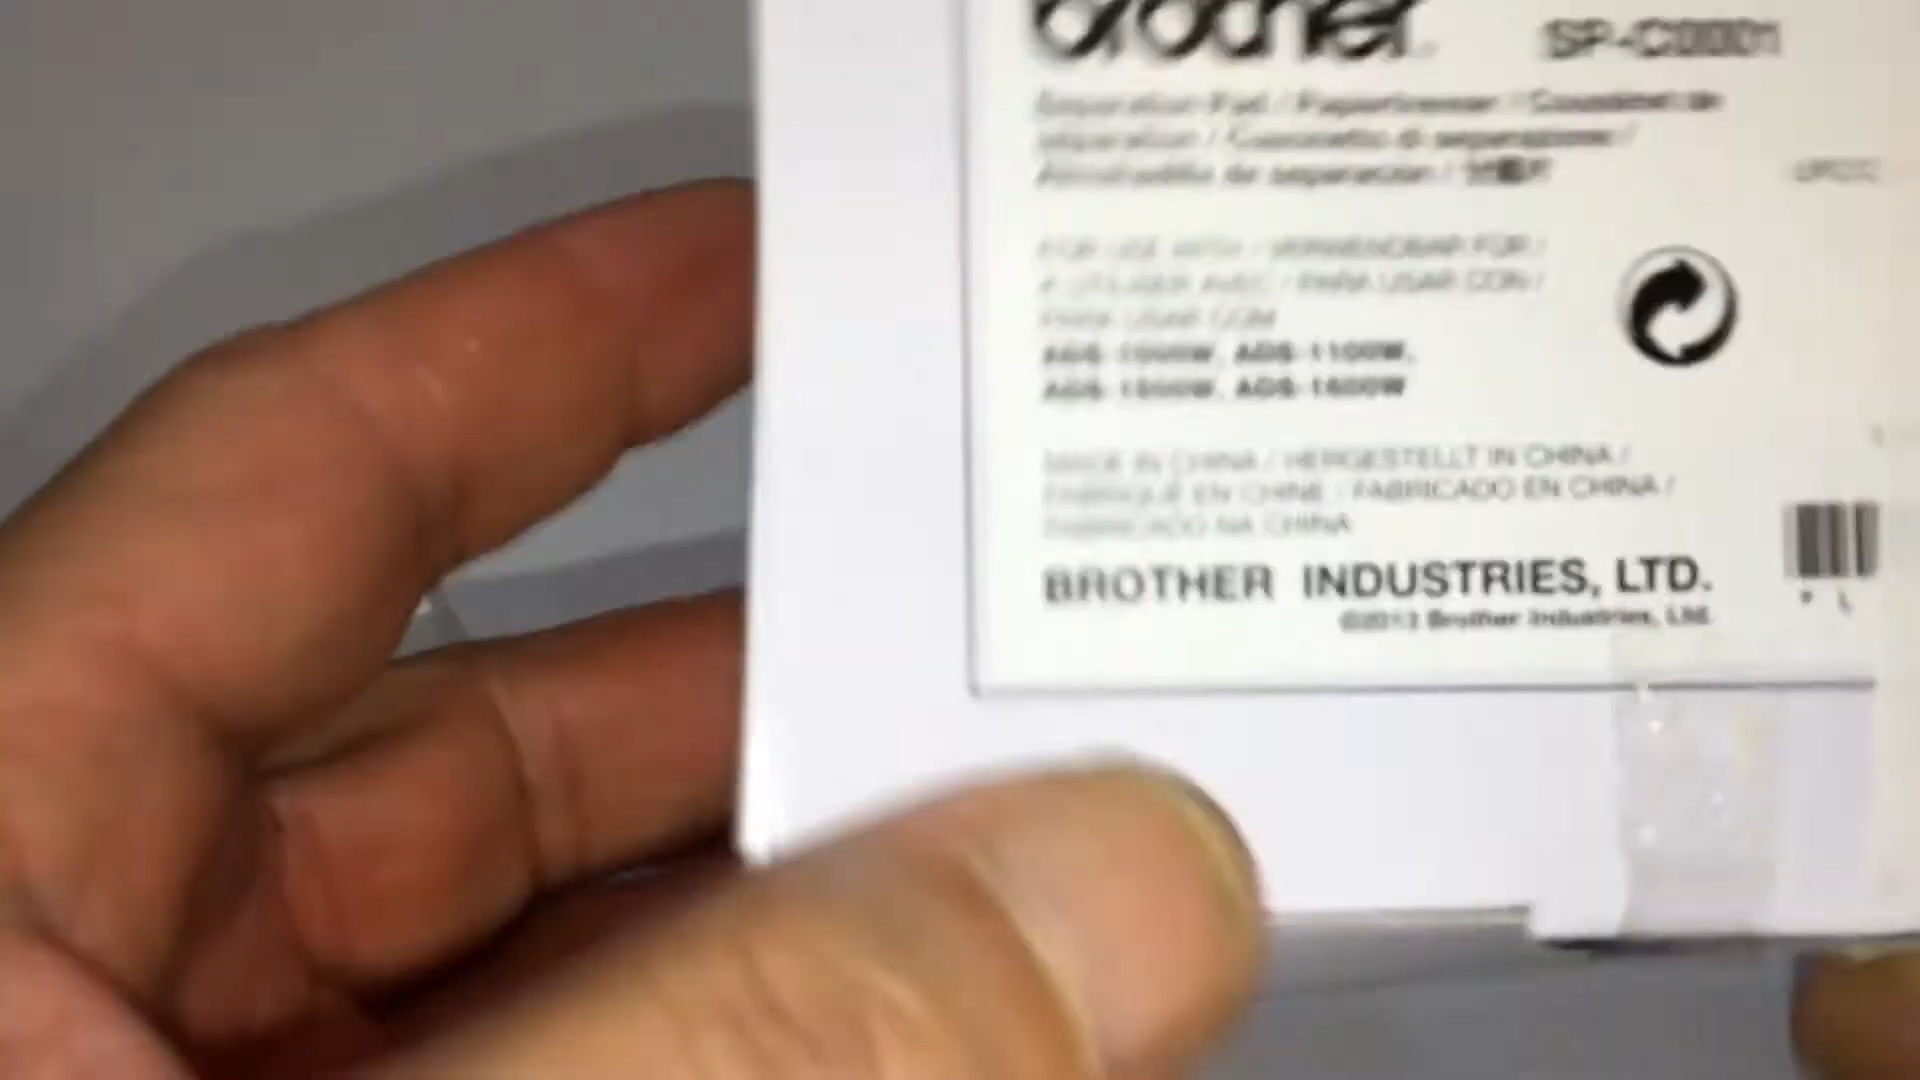 brother
SP-C0001
Separation Pad / Papiertrenner / Coussinet de
séparation / Cuscinetto di separazione /
Almohadilla de separación / 分離片
FOR USE WITH / VERWENDBAR FÜR /
À UTILISER AVEC / PARA USAR CON /
PARA USAR COM
ADS-1000W, ADS-1100W,
ADS-1500W, ADS-1600W
MADE IN CHINA / HERGESTELLT IN CHINA /
FABRIQUÉ EN CHINE / FABRICADO EN CHINA /
FABRICADO NA CHINA
BROTHER INDUSTRIES, LTD.
©2013 Brother Industries, Ltd.